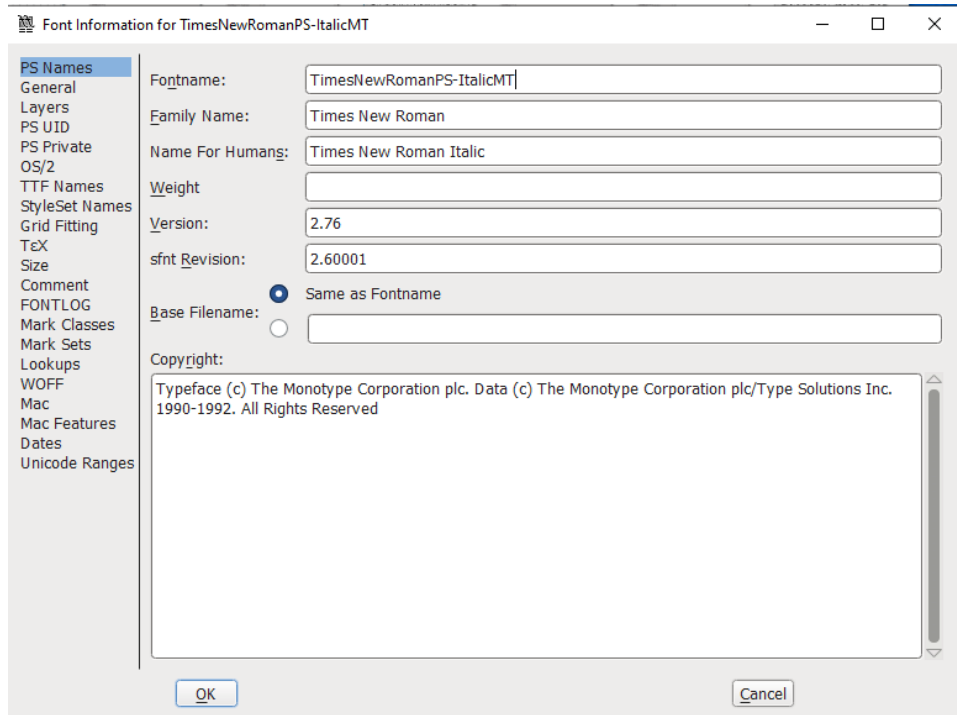 Font Information for TimesNewRomanPS-ItalicMT
PS Names
General
Layers
PS UID
PS Private
OS/2
TTF Names
StyleSet Names
Grid Fitting
ΤεΧ
Size
Comment
FONTLOG
Mark Classes
Mark Sets
Lookups
WOFF
Mac
Mac Features
Dates
Unicode Ranges
Fontname: TimesNewRomanPS-ItalicMT
Family Name: Times New Roman
Name For Humans: Times New Roman Italic
Weight
Version: 2.76
sfnt Revision: 2.60001
Base Filename: Same as Fontname
Copyright:
Typeface (c) The Monotype Corporation plc. Data (c) The Monotype Corporation plc/Type Solutions Inc.
1990-1992. All Rights Reserved
OK Cancel